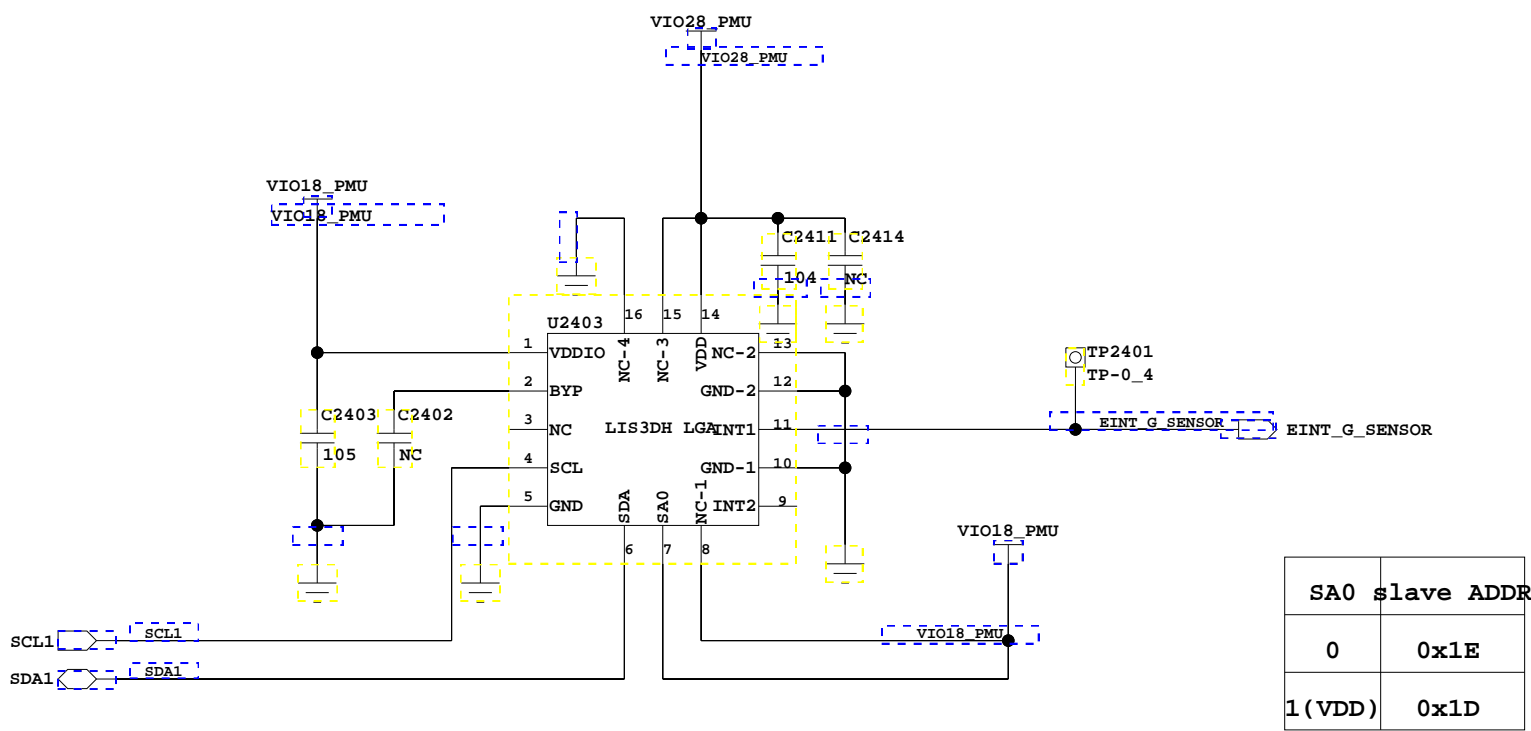 VIO28_PMU
VIO28_PMU
VIO18_PMU
VIO18_PMU
C2411
C2414
104
NC
16
15
14
U2403
1
VDDIO
NC-4
NC-3
VDD
NC-2
13
TP2401
TP-0_4
2
BYP
GND-2
12
C2403
C2402
3
NC
LIS3DH LGA
INT1
11
EINT_G_SENSOR
EINT_G_SENSOR
105
NC
4
SCL
GND-1
10
5
GND
SDA
SA0
NC-1
INT2
9
6
7
8
VIO18_PMU
SA0 slave ADDR
0 0x1E
1(VDD) 0x1D
VIO18_PMU
SCL1
SCL1
SDA1
SDA1